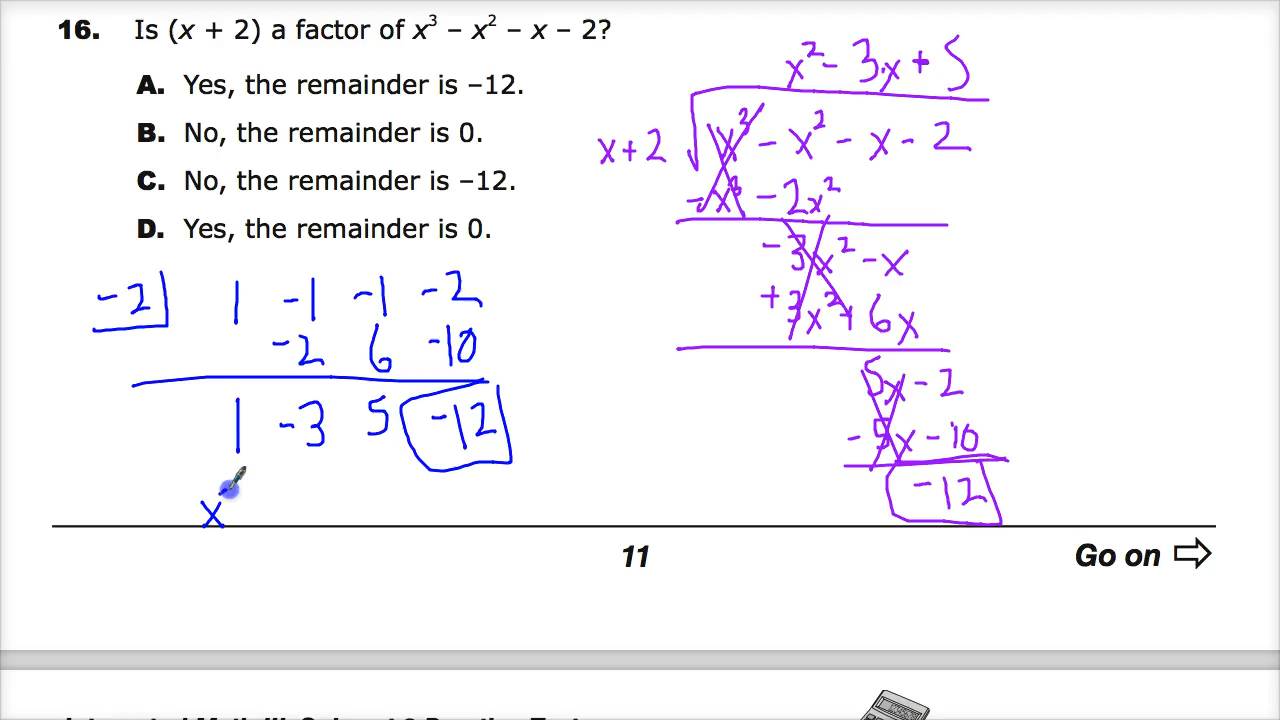 16. Is (x + 2) a factor of x³ – x² – x – 2?
A. Yes, the remainder is –12.
B. No, the remainder is 0.
C. No, the remainder is –12.
D. Yes, the remainder is 0.
-2 1 -1 -1 -2
-2 6 -10
1 -3 5 -12
x
x² - 3x + 5
x+2 x³ - x² - x - 2
-x³ - 2x²
-3x² - x
+3x² + 6x
5x - 2
-5x - 10
-12
11
Go on